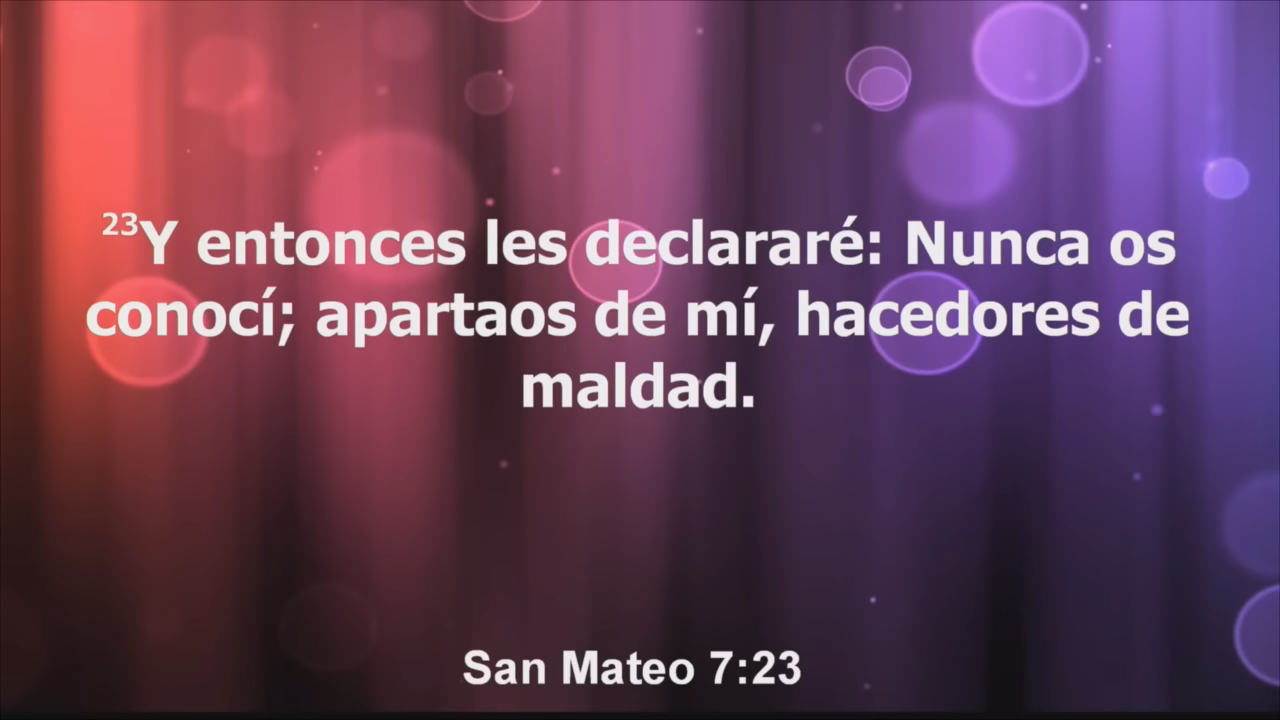 23Y entonces les declararé: Nunca os
conocí; apartaos de mí, hacedores de
maldad.
San Mateo 7:23